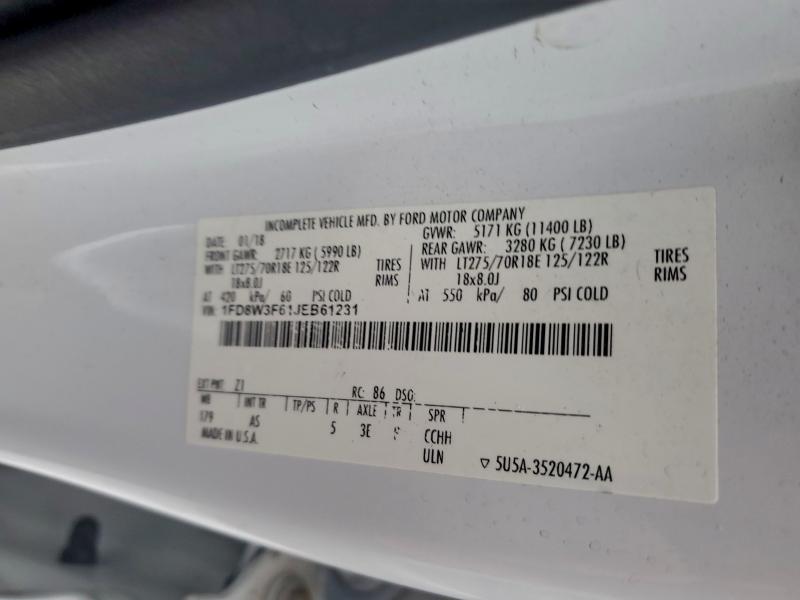 INCOMPLETE VEHICLE MFD. BY FORD MOTOR COMPANY
DATE 01/18 GVWR: 5171 KG (11400 LB)
FRONT GAWR: 2717 KG ( 5990 LB) REAR GAWR: 3280 KG ( 7230 LB)
WITH LT275/70R18E 125/122R TIRES WITH LT275/70R18E 125/122R TIRES
18x8.0J RIMS 18x8.0J RIMS
AT 420 kPa/ 60 PSI COLD AT 550 kPa/ 80 PSI COLD
VIN: 1FD8W3F61JEB61231
EXT PNT: Z1 RC: 86 DSO:
WB INT TR TP/PS R AXLE TR SPR
179 AS 5 3E CCHH
MADE IN U.S.A. ULN
▽ 5U5A-3520472-AA